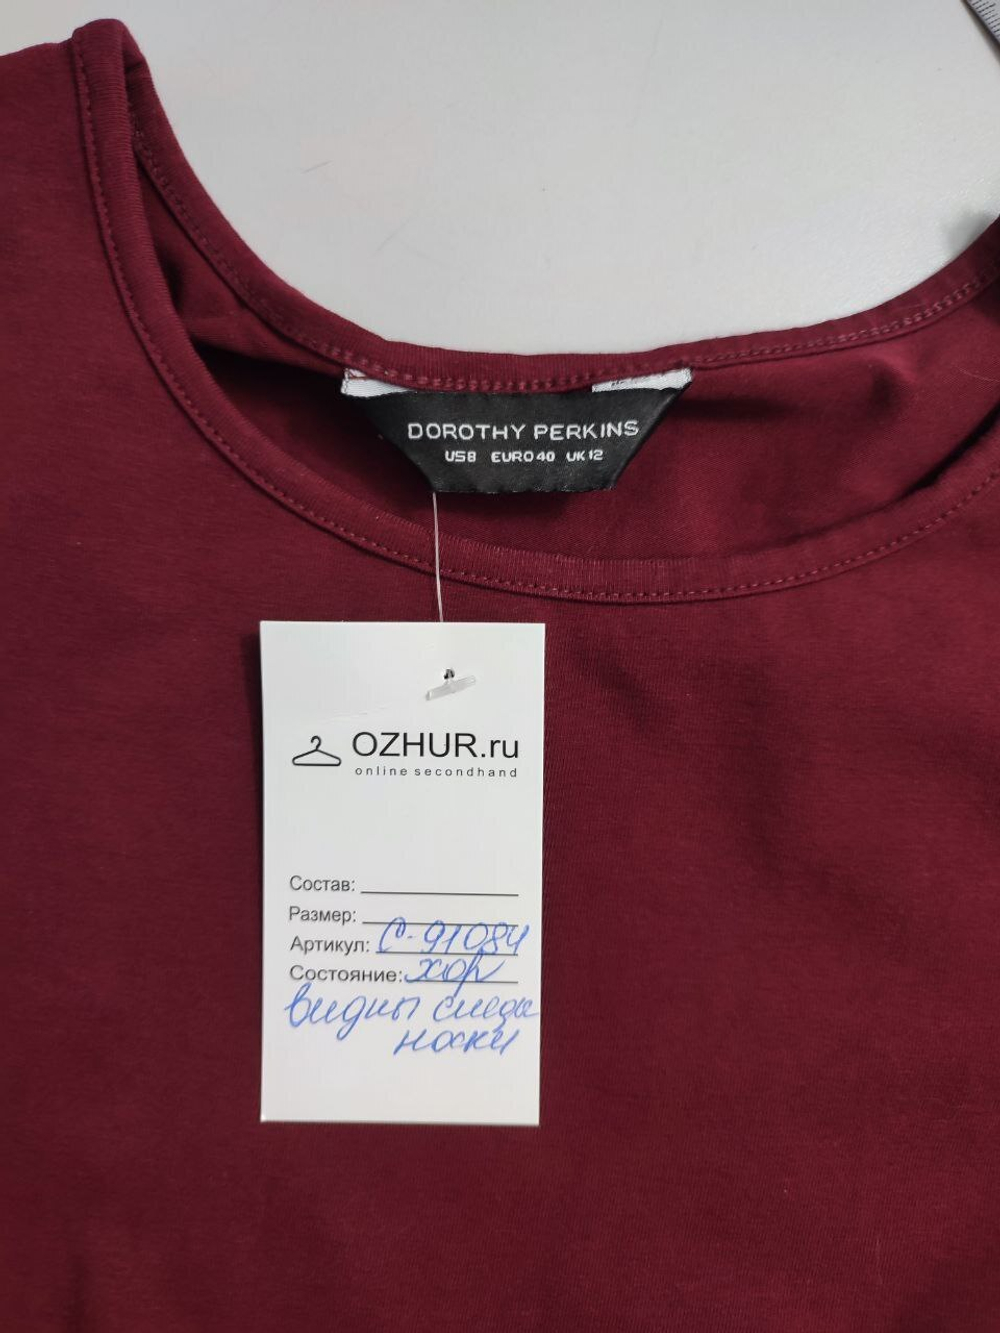 DOROTHY PERKINS
US8 EURO40 UK12
OZHUR.ru
online secondhand
Состав:
Размер:
Артикул: С-91084
Состояние: хор
видны следы
носки